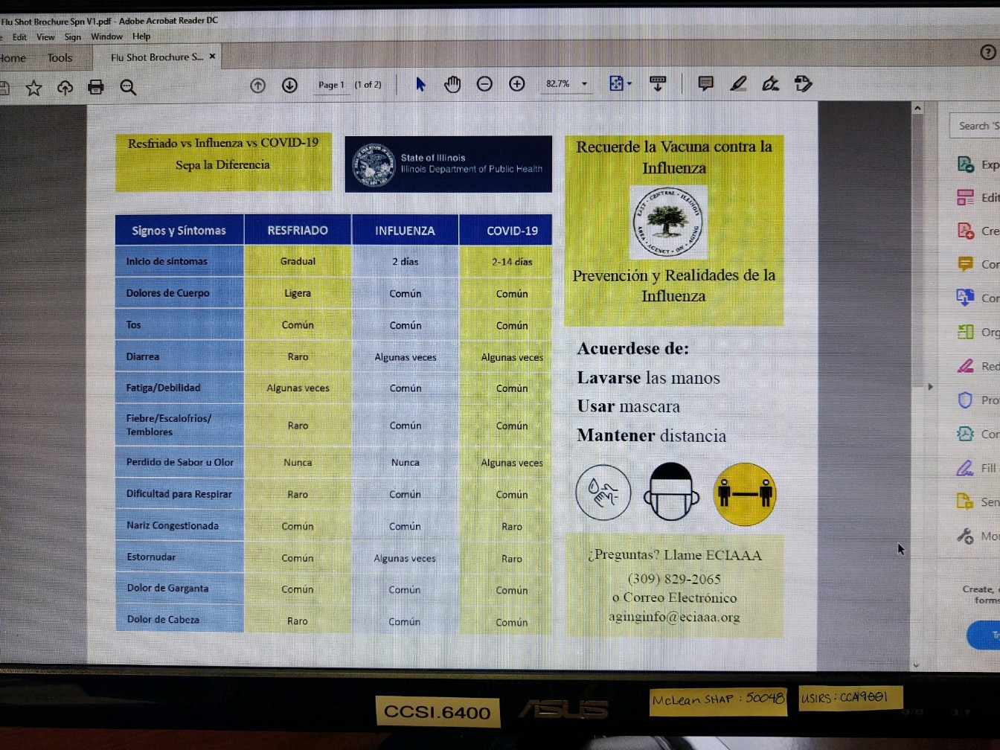 Flu Shot Brochure Spn V1.pdf - Adobe Acrobat Reader DC
Edit View Sign Window Help
Home Tools Flu Shot Brochure S... ×
Page 1 (1 of 2) 82.7%
Search 'S
Resfriado vs Influenza vs COVID-19
Sepa la Diferencia
State of Illinois
Illinois Department of Public Health
Signos y Síntomas RESFRIADO INFLUENZA COVID-19
Inicio de síntomas Gradual 2 días 2-14 días
Dolores de Cuerpo Ligera Común Común
Tos Común Común Común
Diarrea Raro Algunas veces Algunas veces
Fatiga/Debilidad Algunas veces Común Común
Fiebre/Escalofríos/
Temblores Raro Común Común
Perdido de Sabor u Olor Nunca Nunca Algunas veces
Dificultad para Respirar Raro Común Común
Nariz Congestionada Común Común Raro
Estornudar Común Algunas veces Raro
Dolor de Garganta Común Común Común
Dolor de Cabeza Raro Común Común
Recuerde la Vacuna contra la
Influenza
EAST · CENTRAL · ILLINOIS
AREA · AGENCY · ON · AGING
Prevención y Realidades de la
Influenza
Acuerdese de:
Lavarse las manos
Usar mascara
Mantener distancia
¿Preguntas? Llame ECIAAA
(309) 829-2065
o Correo Electrónico
aginginfo@eciaaa.org
Exp
Edit
Cre
Con
Con
Org
Red
Pro
Con
Fill
Sen
Mor
Create,
forms
CCSI.6400
ASUS
McLean SHAP : 50048
USIRS : CCA9001